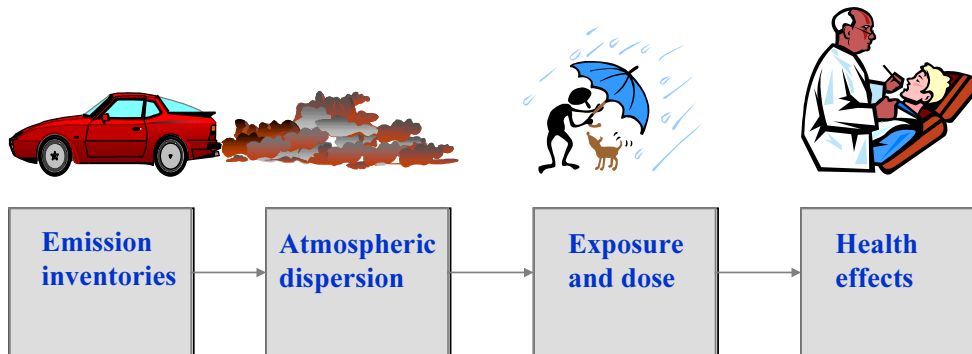 Emission
inventories
Atmospheric
dispersion
Exposure
and dose
Health
effects